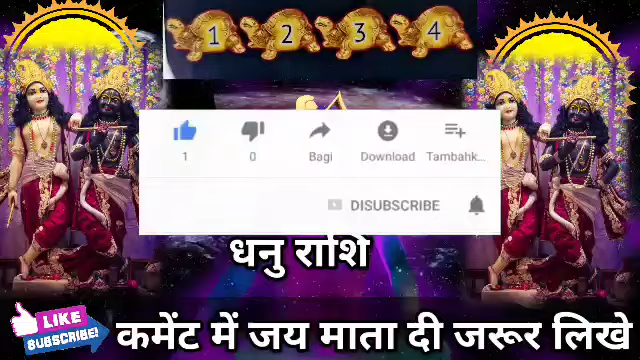 1 2 3 4
1 0 Bagi Download Tambahk...
DISUBSCRIBE
धनु राशि
LIKE
SUBSCRIBE!
कमेंट में जय माता दी जरूर लिखे